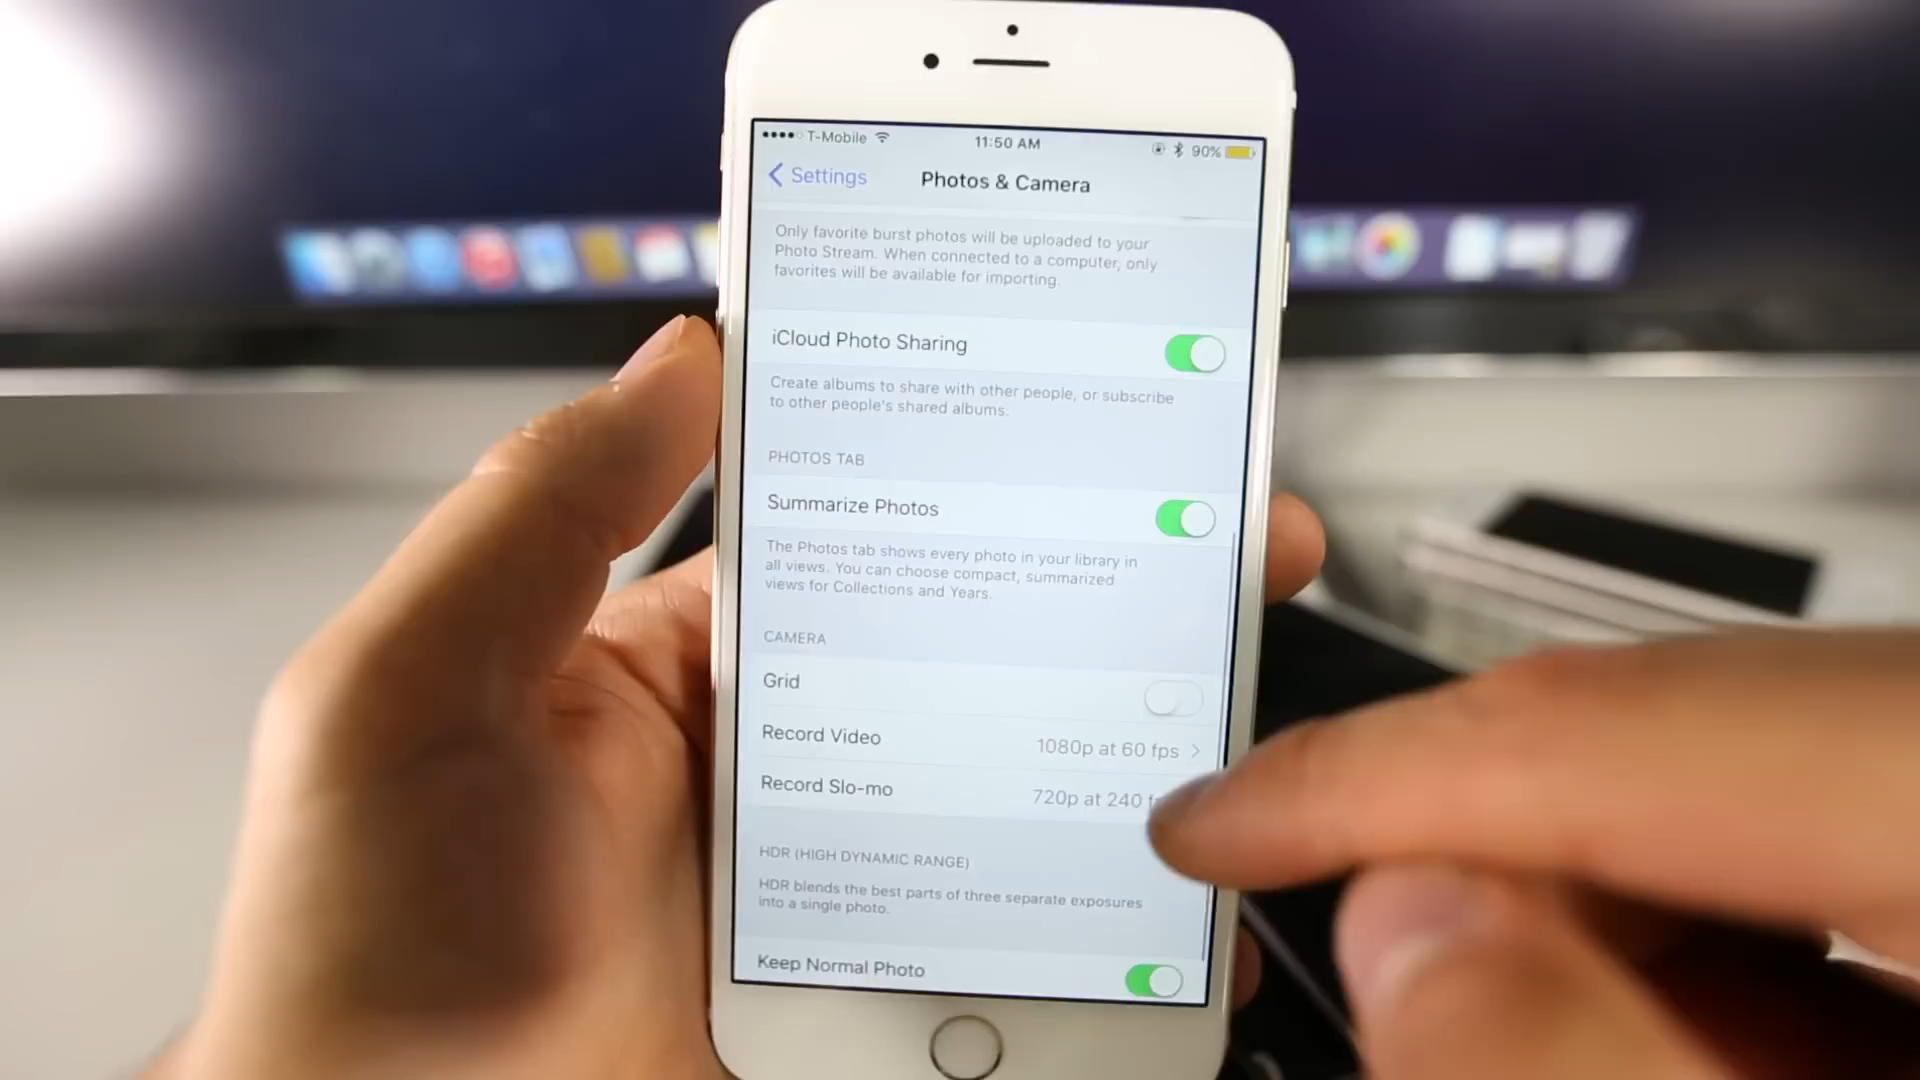 T-Mobile
11:50 AM
90%
Settings
Photos & Camera
Only favorite burst photos will be uploaded to your
Photo Stream. When connected to a computer, only
favorites will be available for importing.
iCloud Photo Sharing
Create albums to share with other people, or subscribe
to other people's shared albums.
PHOTOS TAB
Summarize Photos
The Photos tab shows every photo in your library in
all views. You can choose compact, summarized
views for Collections and Years.
CAMERA
Grid
Record Video 1080p at 60 fps
Record Slo-mo 720p at 240
HDR (HIGH DYNAMIC RANGE)
HDR blends the best parts of three separate exposures
into a single photo.
Keep Normal Photo